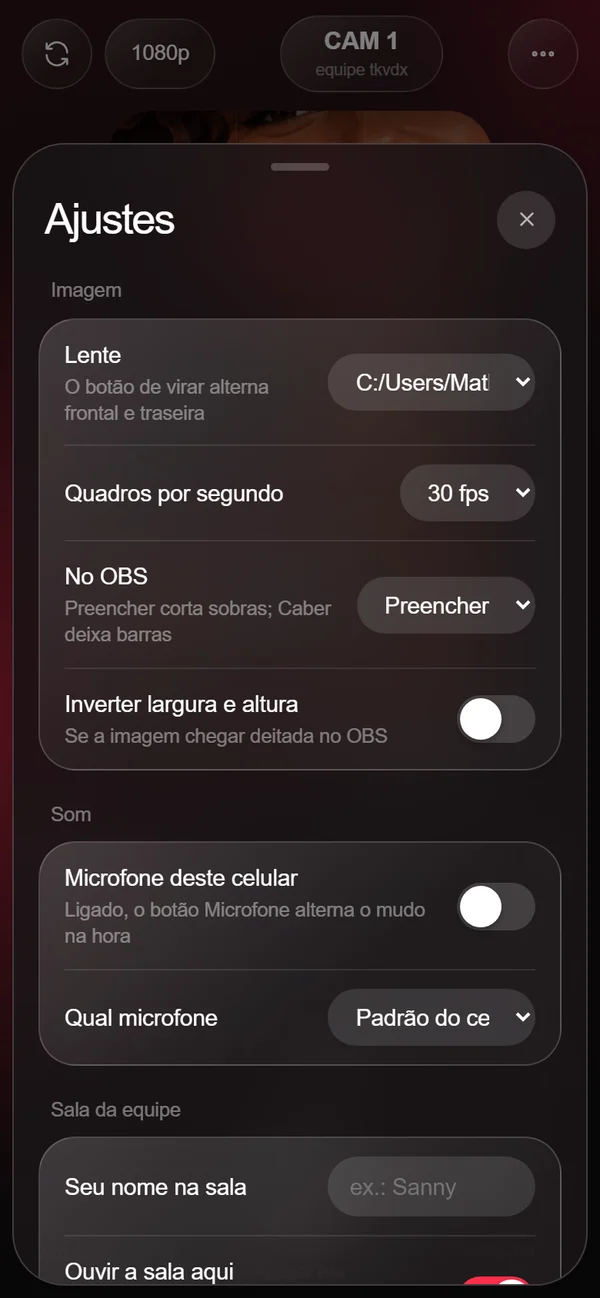 1080p
CAM 1
equipe tkvdx
Ajustes
Imagem
Lente
O botão de virar alterna
frontal e traseira
C:/Users/Mat
Quadros por segundo
30 fps
No OBS
Preencher corta sobras; Caber
deixa barras
Preencher
Inverter largura e altura
Se a imagem chegar deitada no OBS
Som
Microfone deste celular
Ligado, o botão Microfone alterna o mudo
na hora
Qual microfone
Padrão do ce
Sala da equipe
Seu nome na sala
ex.: Sanny
Ouvir a sala aqui